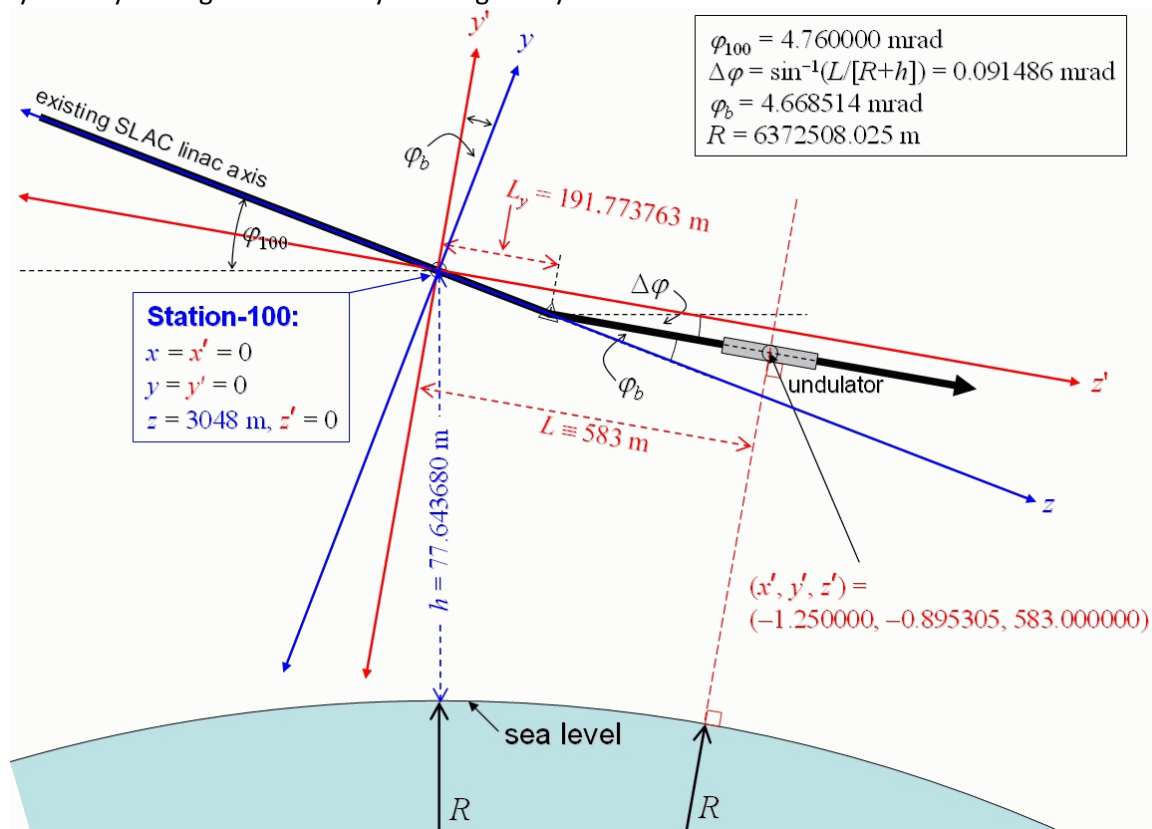 y'
y
φ100 = 4.760000 mrad
Δφ = sin⁻¹(L/[R+h]) = 0.091486 mrad
φb = 4.668514 mrad
R = 6372508.025 m
existing SLAC linac axis
φb
Ly = 191.773763 m
φ100
Δφ
Station-100:
x = x' = 0
y = y' = 0
z = 3048 m, z' = 0
φb
undulator
z'
L ≡ 583 m
z
h = 77.643680 m
(x', y', z') =
(–1.250000, –0.895305, 583.000000)
sea level
R
R